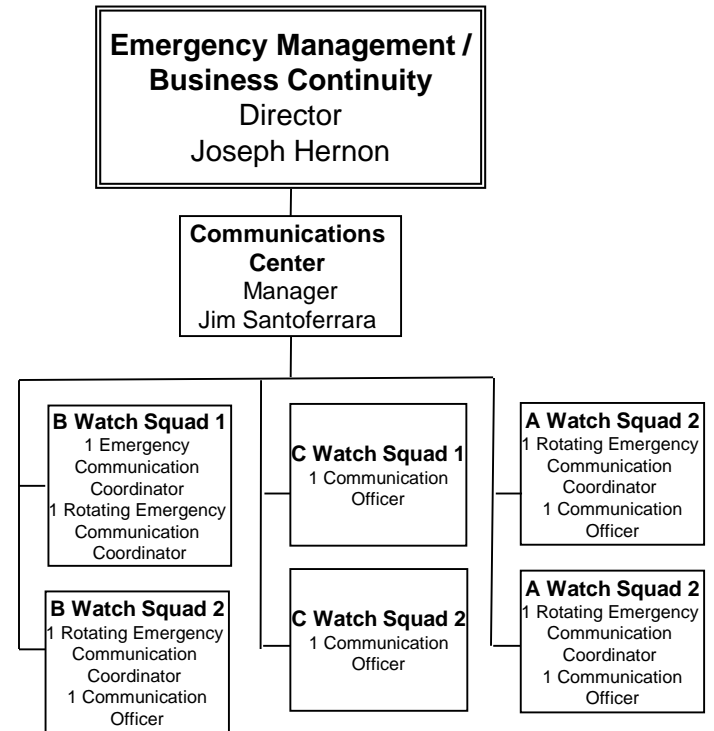 Emergency Management /
Business Continuity
Director
Joseph Hernon
Communications
Center
Manager
Jim Santoferrara
B Watch Squad 1
1 Emergency
Communication
Coordinator
1 Rotating Emergency
Communication
Coordinator
C Watch Squad 1
1 Communication
Officer
A Watch Squad 2
1 Rotating Emergency
Communication
Coordinator
1 Communication
Officer
B Watch Squad 2
1 Rotating Emergency
Communication
Coordinator
1 Communication
Officer
C Watch Squad 2
1 Communication
Officer
A Watch Squad 2
1 Rotating Emergency
Communication
Coordinator
1 Communication
Officer